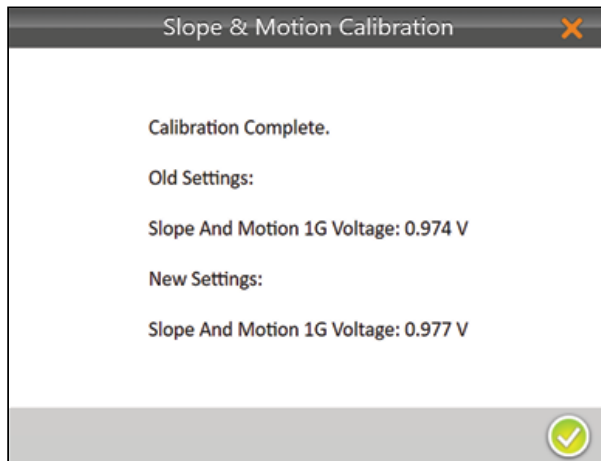 Slope & Motion Calibration
Calibration Complete.
Old Settings:
Slope And Motion 1G Voltage: 0.974 V
New Settings:
Slope And Motion 1G Voltage: 0.977 V